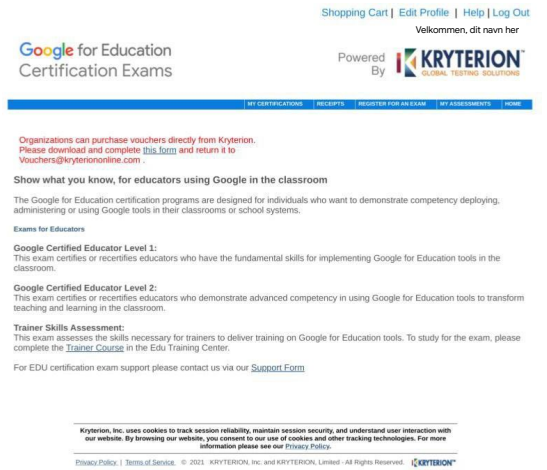 Shopping Cart | Edit Profile | Help | Log Out
Velkommen, dit navn her
Google for Education
Certification Exams
Powered
By
KRYTERION™
GLOBAL TESTING SOLUTIONS
MY CERTIFICATIONS | RECEIPTS | REGISTER FOR AN EXAM | MY ASSESSMENTS | HOME
Organizations can purchase vouchers directly from Kryterion.
Please download and complete this form and return it to
Vouchers@kryteriononline.com .
Show what you know, for educators using Google in the classroom
The Google for Education certification programs are designed for individuals who want to demonstrate competency deploying,
administering or using Google tools in their classrooms or school systems.
Exams for Educators
Google Certified Educator Level 1:
This exam certifies or recertifies educators who have the fundamental skills for implementing Google for Education tools in the
classroom.
Google Certified Educator Level 2:
This exam certifies or recertifies educators who demonstrate advanced competency in using Google for Education tools to transform
teaching and learning in the classroom.
Trainer Skills Assessment:
This exam assesses the skills necessary for trainers to deliver training on Google for Education tools. To study for the exam, please
complete the Trainer Course in the Edu Training Center.
For EDU certification exam support please contact us via our Support Form
Kryterion, Inc. uses cookies to track session reliability, maintain session security, and understand user interaction with
our website. By browsing our website, you consent to our use of cookies and other tracking technologies. For more
information please see our Privacy Policy.
Privacy Policy | Terms of Service © 2021 KRYTERION, Inc. and KRYTERION, Limited - All Rights Reserved. KRYTERION™